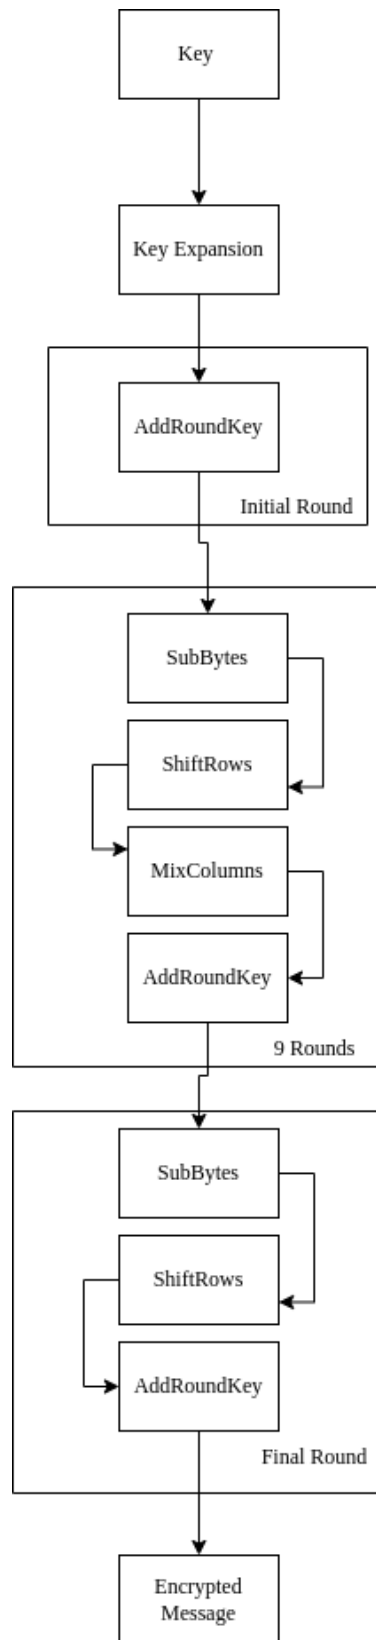 Key
Key Expansion
AddRoundKey
Initial Round
SubBytes
ShiftRows
MixColumns
AddRoundKey
9 Rounds
SubBytes
ShiftRows
AddRoundKey
Final Round
Encrypted
Message